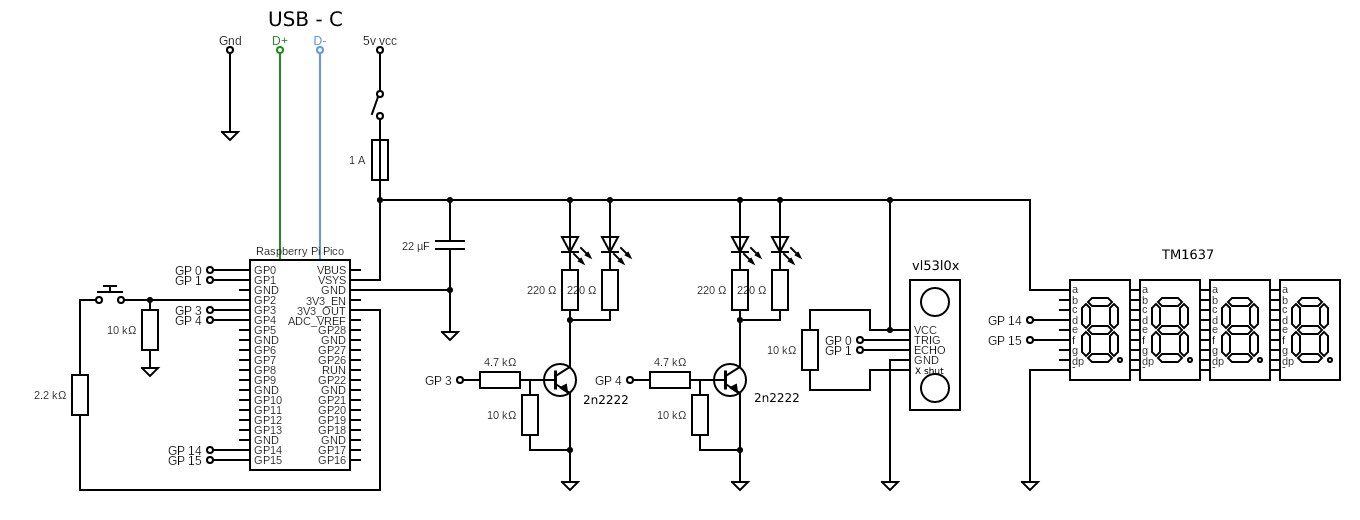 USB - C
Gnd
D+
D-
5v vcc
1 A
22 µF
Raspberry Pi Pico
GP 0
GP 1
GP 3
GP 4
GP 14
GP 15
10 kΩ
2.2 kΩ
GP0
GP1
GND
GP2
GP3
GP4
GP5
GND
GP6
GP7
GP8
GP9
GND
GP10
GP11
GP12
GP13
GND
GP14
GP15
VBUS
VSYS
GND
3V3_EN
3V3_OUT
ADC_VREF
GP28
GND
GP27
GP26
RUN
GP22
GND
GP21
GP20
GP19
GP18
GND
GP17
GP16
220 Ω
220 Ω
GP 3
4.7 kΩ
10 kΩ
2n2222
220 Ω
220 Ω
GP 4
4.7 kΩ
10 kΩ
2n2222
vl53l0x
10 kΩ
GP 0
GP 1
VCC
TRIG
ECHO
GND
X shut
TM1637
GP 14
GP 15
a
b
c
d
e
f
g
dp
-
a
b
c
d
e
f
g
dp
a
b
c
d
e
f
g
dp
a
b
c
d
e
f
g
dp